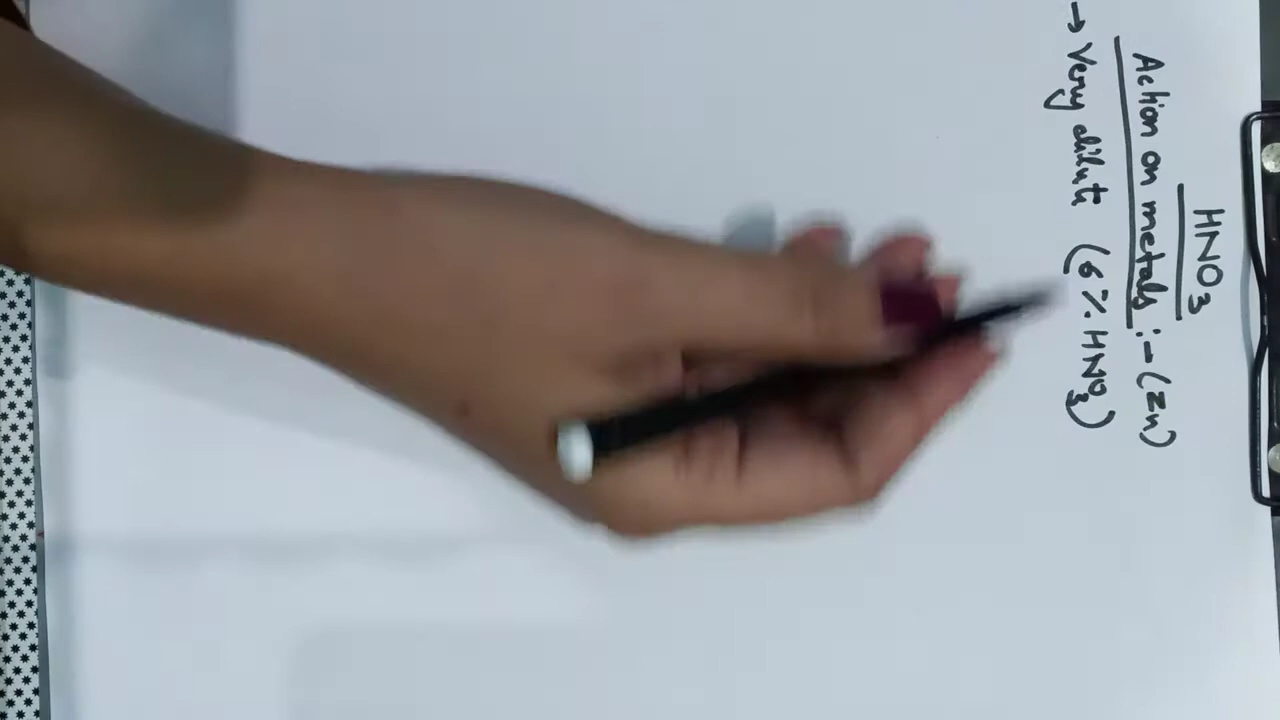 HNO3
Action on metals :- (Zn)
→ Very dilute (6% HNO3)